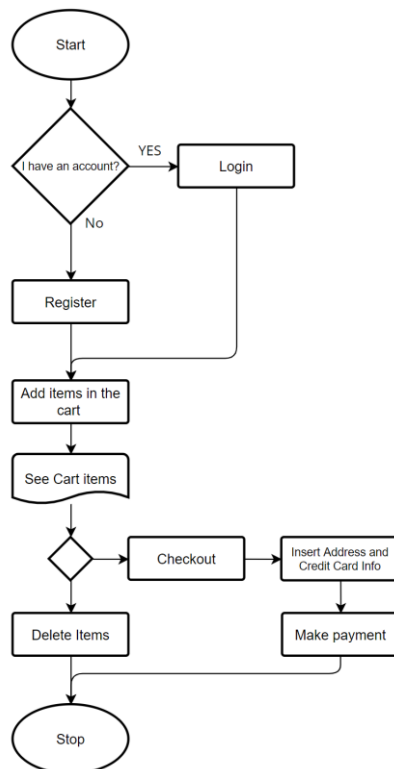 Start
I have an account?
YES
Login
No
Register
Add items in the
cart
See Cart items
Checkout
Insert Address and
Credit Card Info
Delete Items
Make payment
Stop